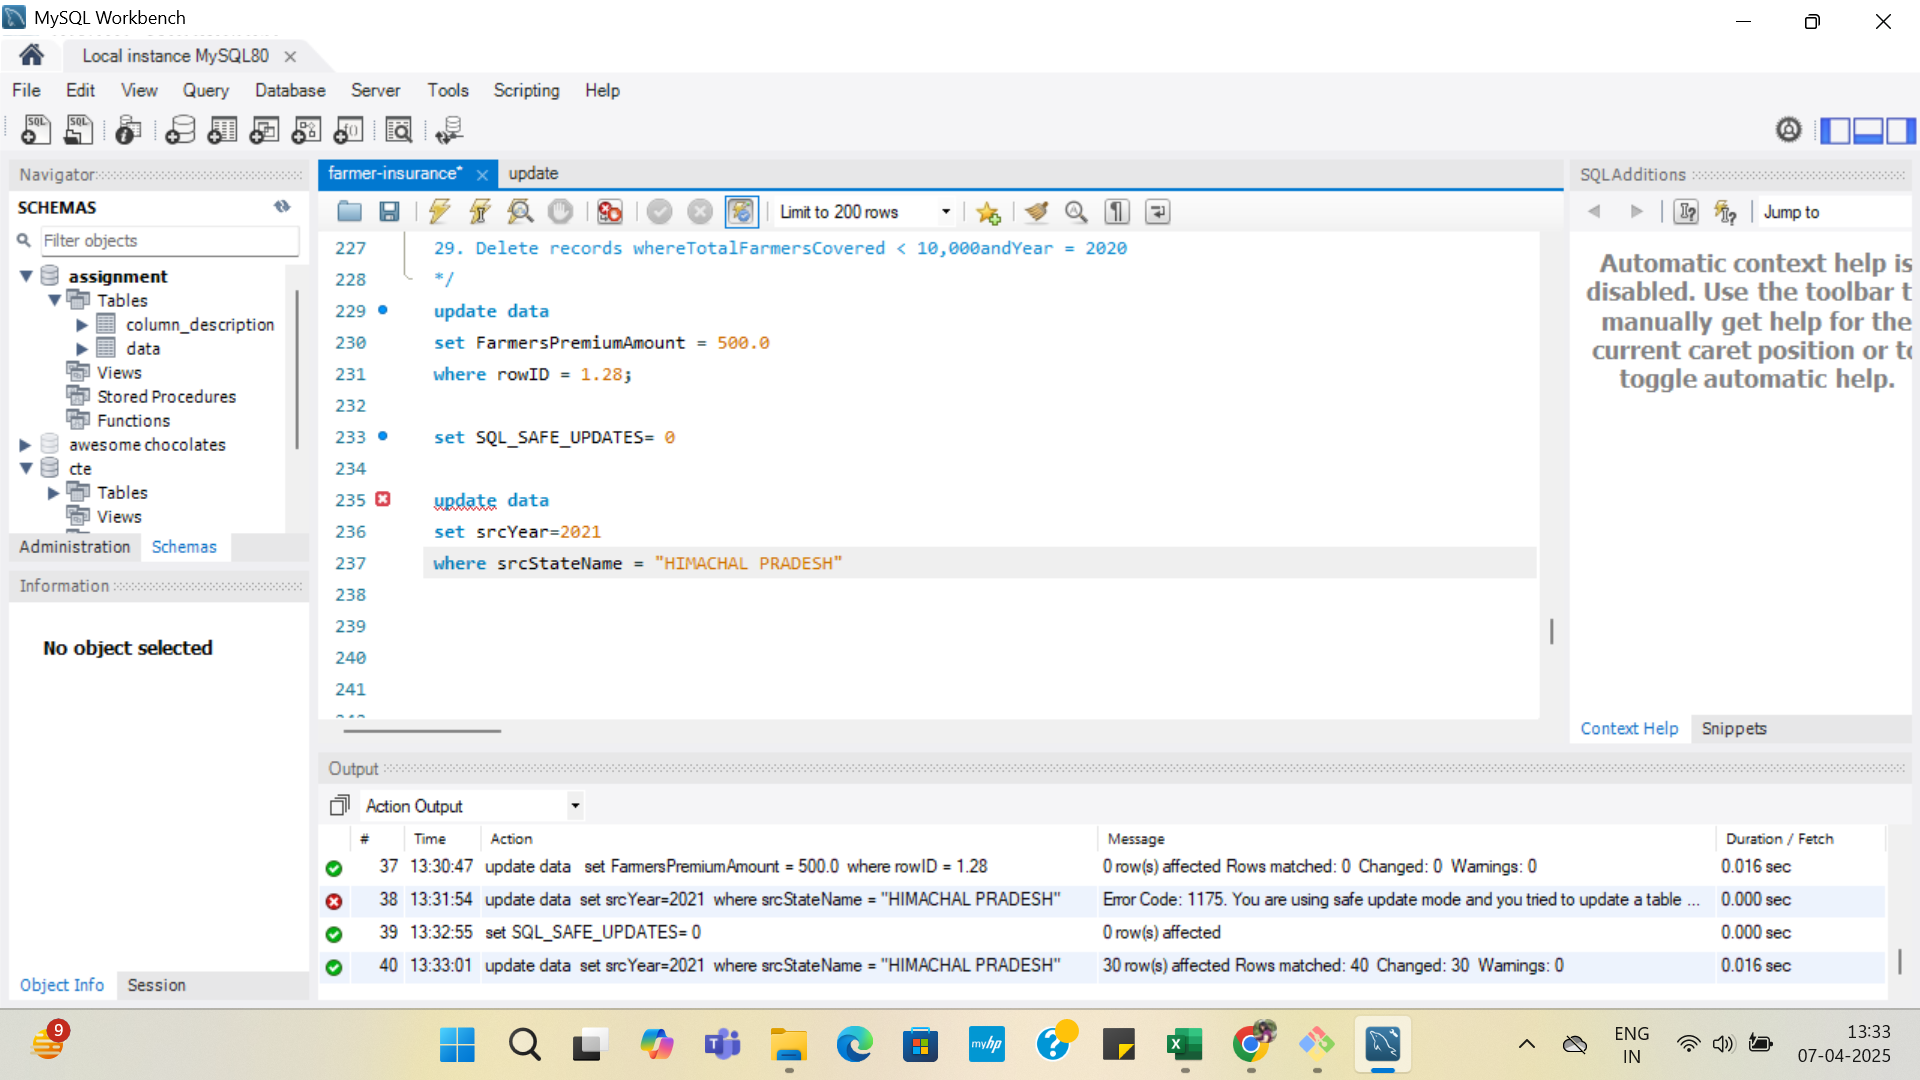 MySQL Workbench
Local instance MySQL80
File Edit View Query Database Server Tools Scripting Help
Navigator
SCHEMAS
Filter objects
assignment
Tables
column_description
data
Views
Stored Procedures
Functions
awesome chocolates
cte
Tables
Views
Administration Schemas
Information
No object selected
Object Info Session
farmer-insurance* update
Limit to 200 rows
227 29. Delete records whereTotalFarmersCovered < 10,000andYear = 2020
228 */
229 update data
230 set FarmersPremiumAmount = 500.0
231 where rowID = 1.28;
232
233 set SQL_SAFE_UPDATES= 0
234
235 update data
236 set srcYear=2021
237 where srcStateName = "HIMACHAL PRADESH"
238
239
240
241
SQLAdditions
Jump to
Automatic context help is
disabled. Use the toolbar t
manually get help for the
current caret position or to
toggle automatic help.
Context Help Snippets
Output
Action Output
# Time Action Message Duration / Fetch
37 13:30:47 update data set FarmersPremiumAmount = 500.0 where rowID = 1.28 0 row(s) affected Rows matched: 0 Changed: 0 Warnings: 0 0.016 sec
38 13:31:54 update data set srcYear=2021 where srcStateName = "HIMACHAL PRADESH" Error Code: 1175. You are using safe update mode and you tried to update a table ... 0.000 sec
39 13:32:55 set SQL_SAFE_UPDATES= 0 0 row(s) affected 0.000 sec
40 13:33:01 update data set srcYear=2021 where srcStateName = "HIMACHAL PRADESH" 30 row(s) affected Rows matched: 40 Changed: 30 Warnings: 0 0.016 sec
9
myhp
ENG
IN
13:33
07-04-2025